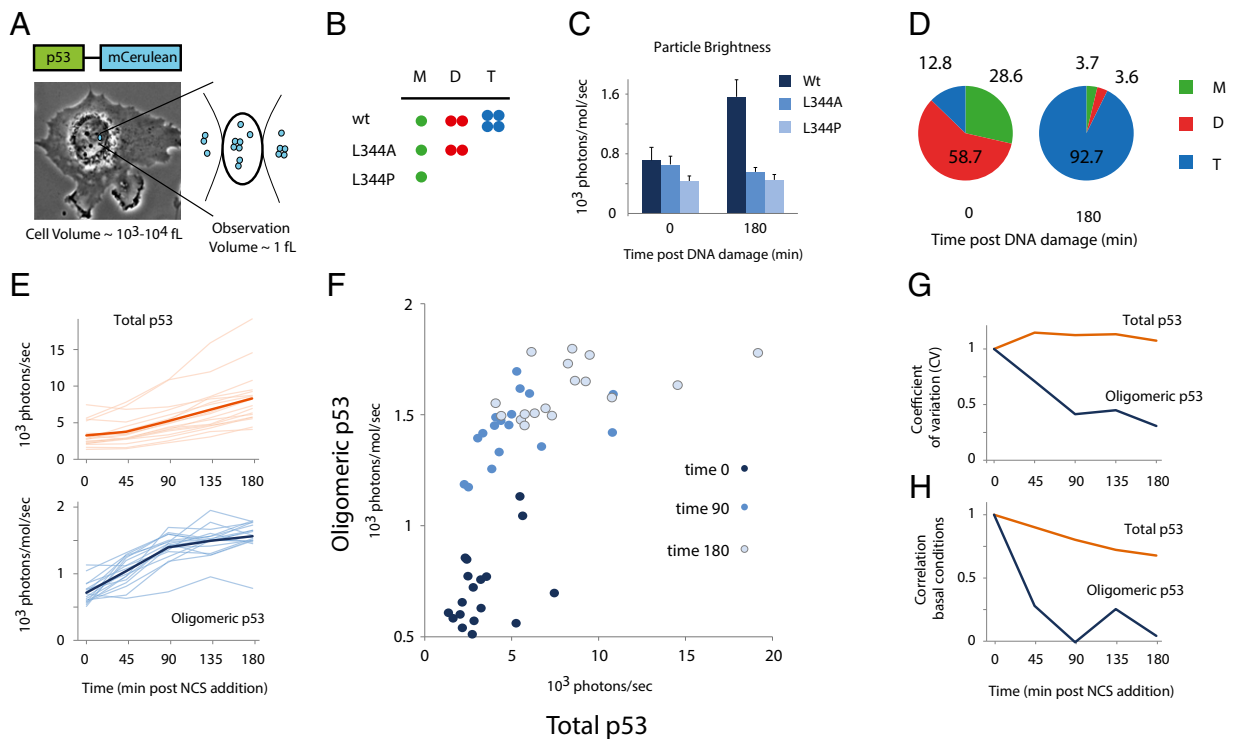 A
p53
mCerulean
Cell Volume ~ 10³-10⁴ fL
Observation
Volume ~ 1 fL
B
M D T
wt
L344A
L344P
C
Particle Brightness
10³ photons/mol/sec
1.6
0.8
0
Wt
L344A
L344P
0 180
Time post DNA damage (min)
D
12.8 28.6 3.7 3.6
58.7 92.7
M
D
T
0 180
Time post DNA damage (min)
E
Total p53
10³ photons/sec
15
10
5
0
0 45 90 135 180
10³ photons/mol/sec
2
1
0
Oligomeric p53
0 45 90 135 180
Time (min post NCS addition)
F
Oligomeric p53
10³ photons/mol/sec
2
1.5
1
0.5
time 0
time 90
time 180
0 5 10 15 20
10³ photons/sec
Total p53
G
Coefficient
of variation (CV)
1
0.5
0
Total p53
Oligomeric p53
0 45 90 135 180
H
Correlation
basal conditions
1
0.5
0
Total p53
Oligomeric p53
0 45 90 135 180
Time (min post NCS addition)